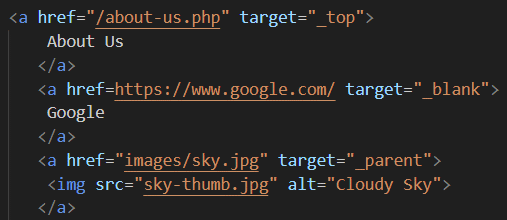 <a href="/about-us.php" target="_top">
About Us
</a>
<a href=https://www.google.com/ target="_blank">
Google
</a>
<a href="images/sky.jpg" target="_parent">
<img src="sky-thumb.jpg" alt="Cloudy Sky">
</a>